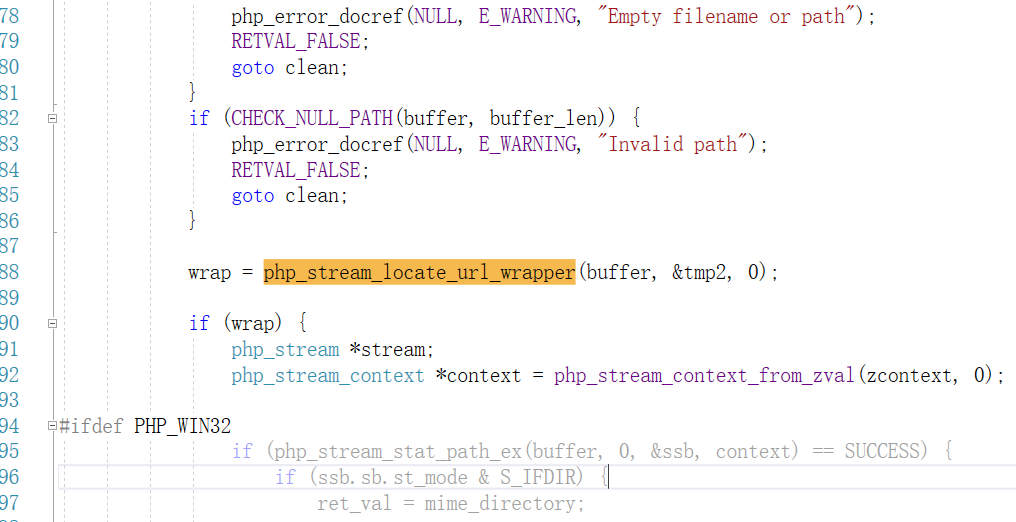 78 php_error_docref(NULL, E_WARNING, "Empty filename or path");
79 RETVAL_FALSE;
80 goto clean;
81 }
82 if (CHECK_NULL_PATH(buffer, buffer_len)) {
83 php_error_docref(NULL, E_WARNING, "Invalid path");
84 RETVAL_FALSE;
85 goto clean;
86 }
87
88 wrap = php_stream_locate_url_wrapper(buffer, &tmp2, 0);
89
90 if (wrap) {
91 php_stream *stream;
92 php_stream_context *context = php_stream_context_from_zval(zcontext, 0);
93
94 #ifdef PHP_WIN32
95 if (php_stream_stat_path_ex(buffer, 0, &ssb, context) == SUCCESS) {
96 if (ssb.sb.st_mode & S_IFDIR) {
97 ret_val = mime_directory;